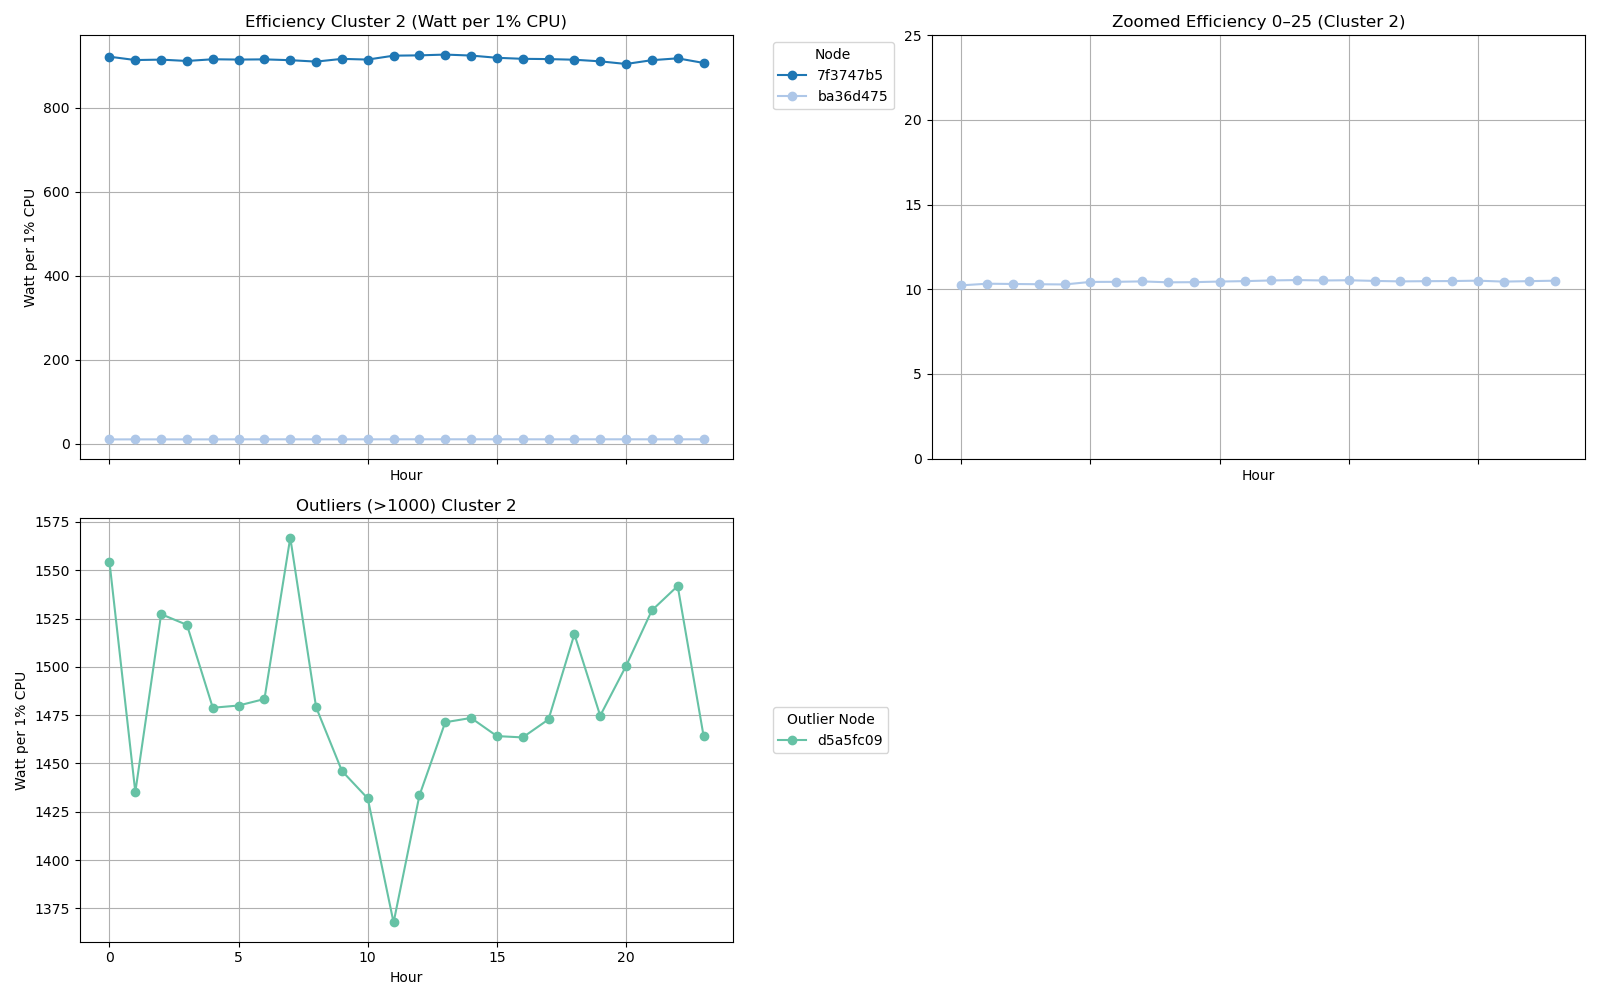 Efficiency Cluster 2 (Watt per 1% CPU)
Watt per 1% CPU
800
600
400
200
0
Hour
Node
7f3747b5
ba36d475
Zoomed Efficiency 0–25 (Cluster 2)
25
20
15
10
5
0
Hour
Outliers (>1000) Cluster 2
Watt per 1% CPU
1575
1550
1525
1500
1475
1450
1425
1400
1375
0 5 10 15 20
Hour
Outlier Node
d5a5fc09